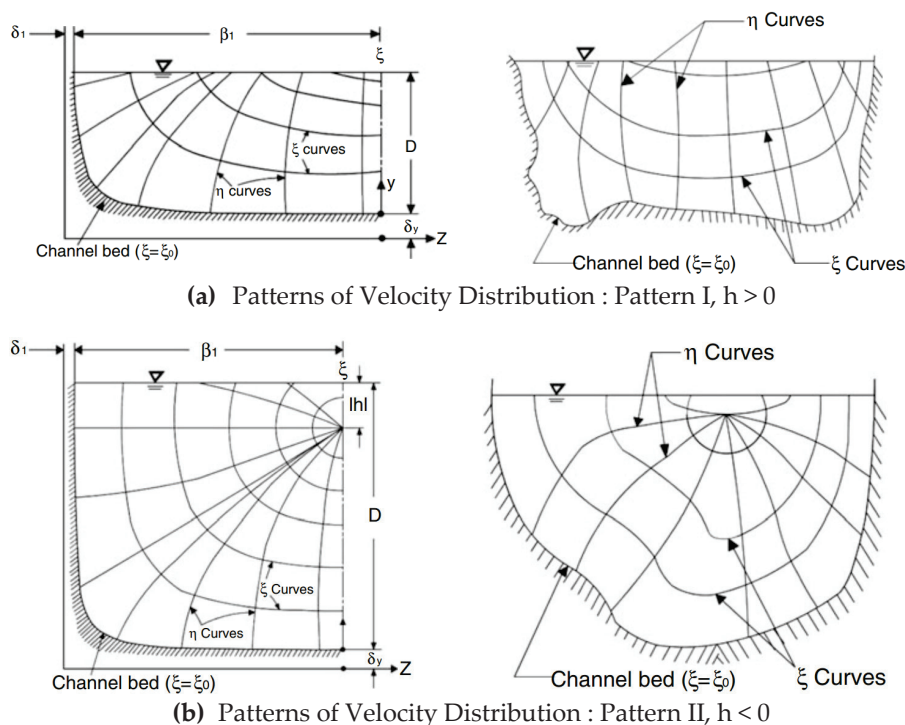 δ₁
β₁
ξ
D
ξ curves
η curves
y
δy
Z
Channel bed (ξ=ξ₀)
η Curves
Channel bed (ξ=ξ₀)
ξ Curves
(a) Patterns of Velocity Distribution : Pattern I, h > 0
δ₁
β₁
ξ
lhl
D
ξ Curves
η Curves
δy
Z
Channel bed (ξ=ξ₀)
η Curves
Channel bed (ξ=ξ₀)
ξ Curves
(b) Patterns of Velocity Distribution : Pattern II, h < 0